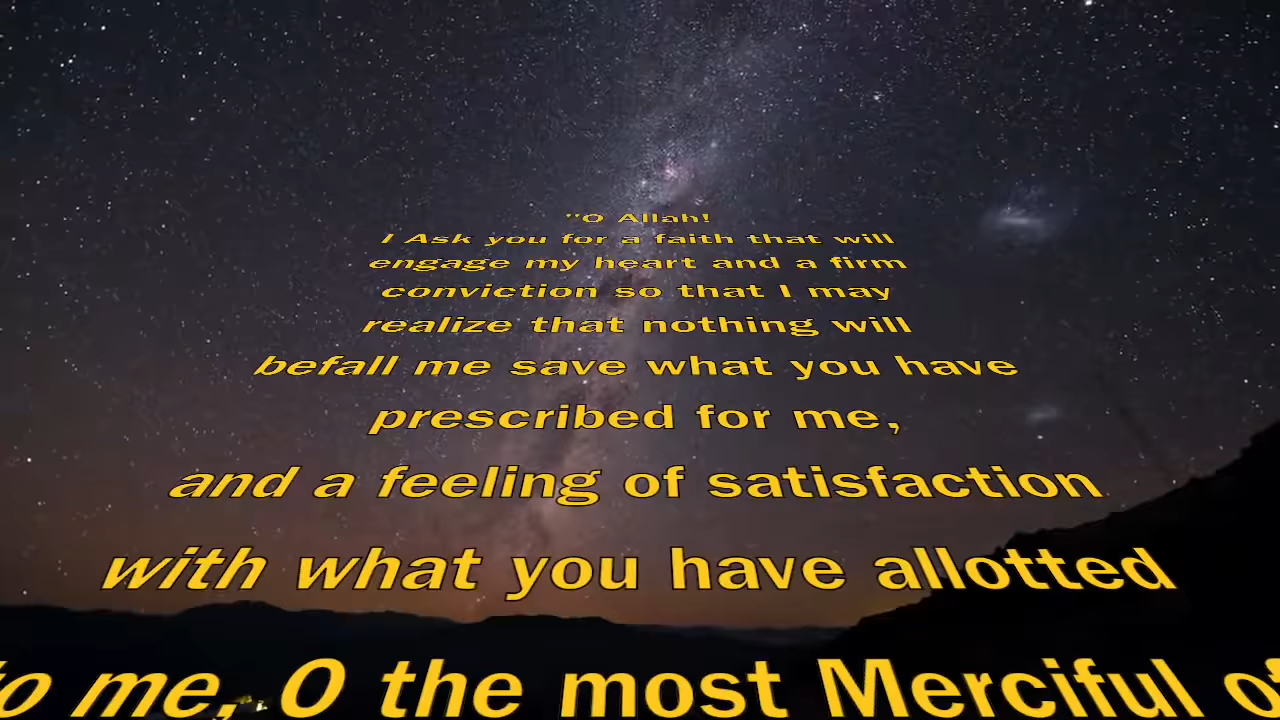 "O Allah!
I Ask you for a faith that will
engage my heart and a firm
conviction so that I may
realize that nothing will
befall me save what you have
prescribed for me,
and a feeling of satisfaction
with what you have allotted
to me, O the most Merciful of